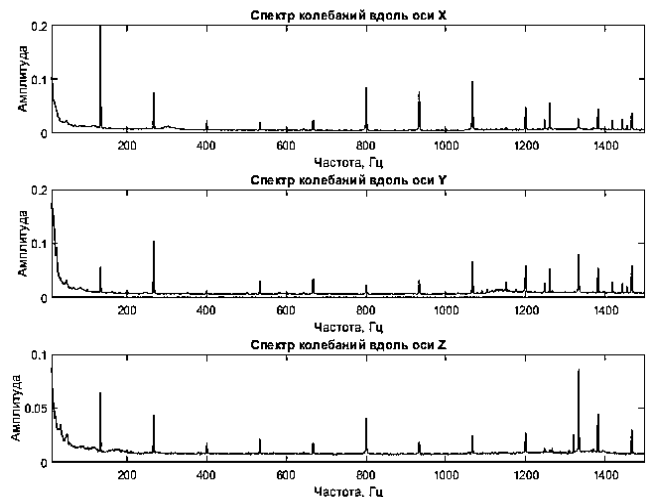 Спектр колебаний вдоль оси X
0.2
0.1
0
Амплитуда
200 400 600 800 1000 1200 1400
Частота, Гц
Спектр колебаний вдоль оси Y
0.2
0.1
0
Амплитуда
200 400 600 800 1000 1200 1400
Частота, Гц
Спектр колебаний вдоль оси Z
0.1
0.05
0
Амплитуда
200 400 600 800 1000 1200 1400
Частота, Гц